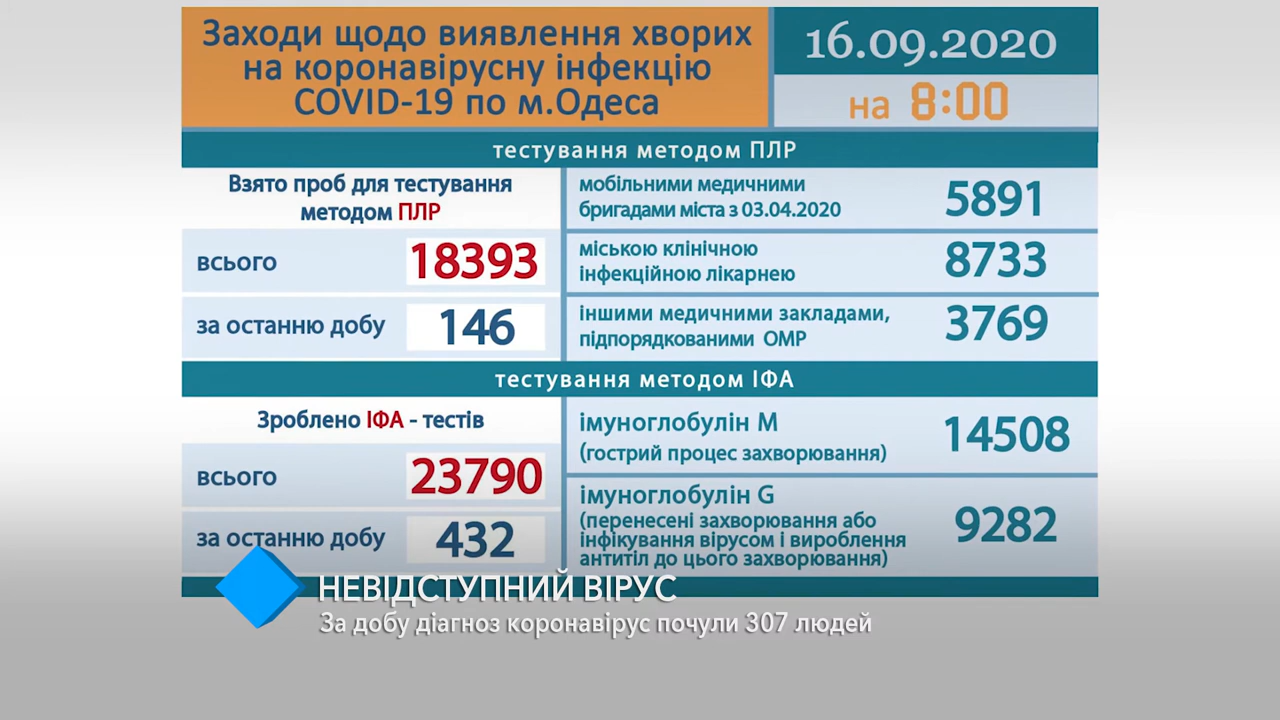 Заходи щодо виявлення хворих
на коронавірусну інфекцію
COVID-19 по м.Одеса
16.09.2020
на 8:00
тестування методом ПЛР
Взято проб для тестування
методом ПЛР
всього 18393
за останню добу 146
мобільними медичними
бригадами міста з 03.04.2020 5891
міською клінічною
інфекційною лікарнею 8733
іншими медичними закладами,
підпорядкованими ОМР 3769
тестування методом ІФА
Зроблено ІФА - тестів
всього 23790
за останню добу 432
імуноглобулін М 14508
(гострий процес захворювання)
імуноглобулін G
(перенесені захворювання або
інфікування вірусом і вироблення 9282
антитіл до цього захворювання)
НЕВІДСТУПНИЙ ВІРУС
За добу діагноз коронавірус почули 307 людей